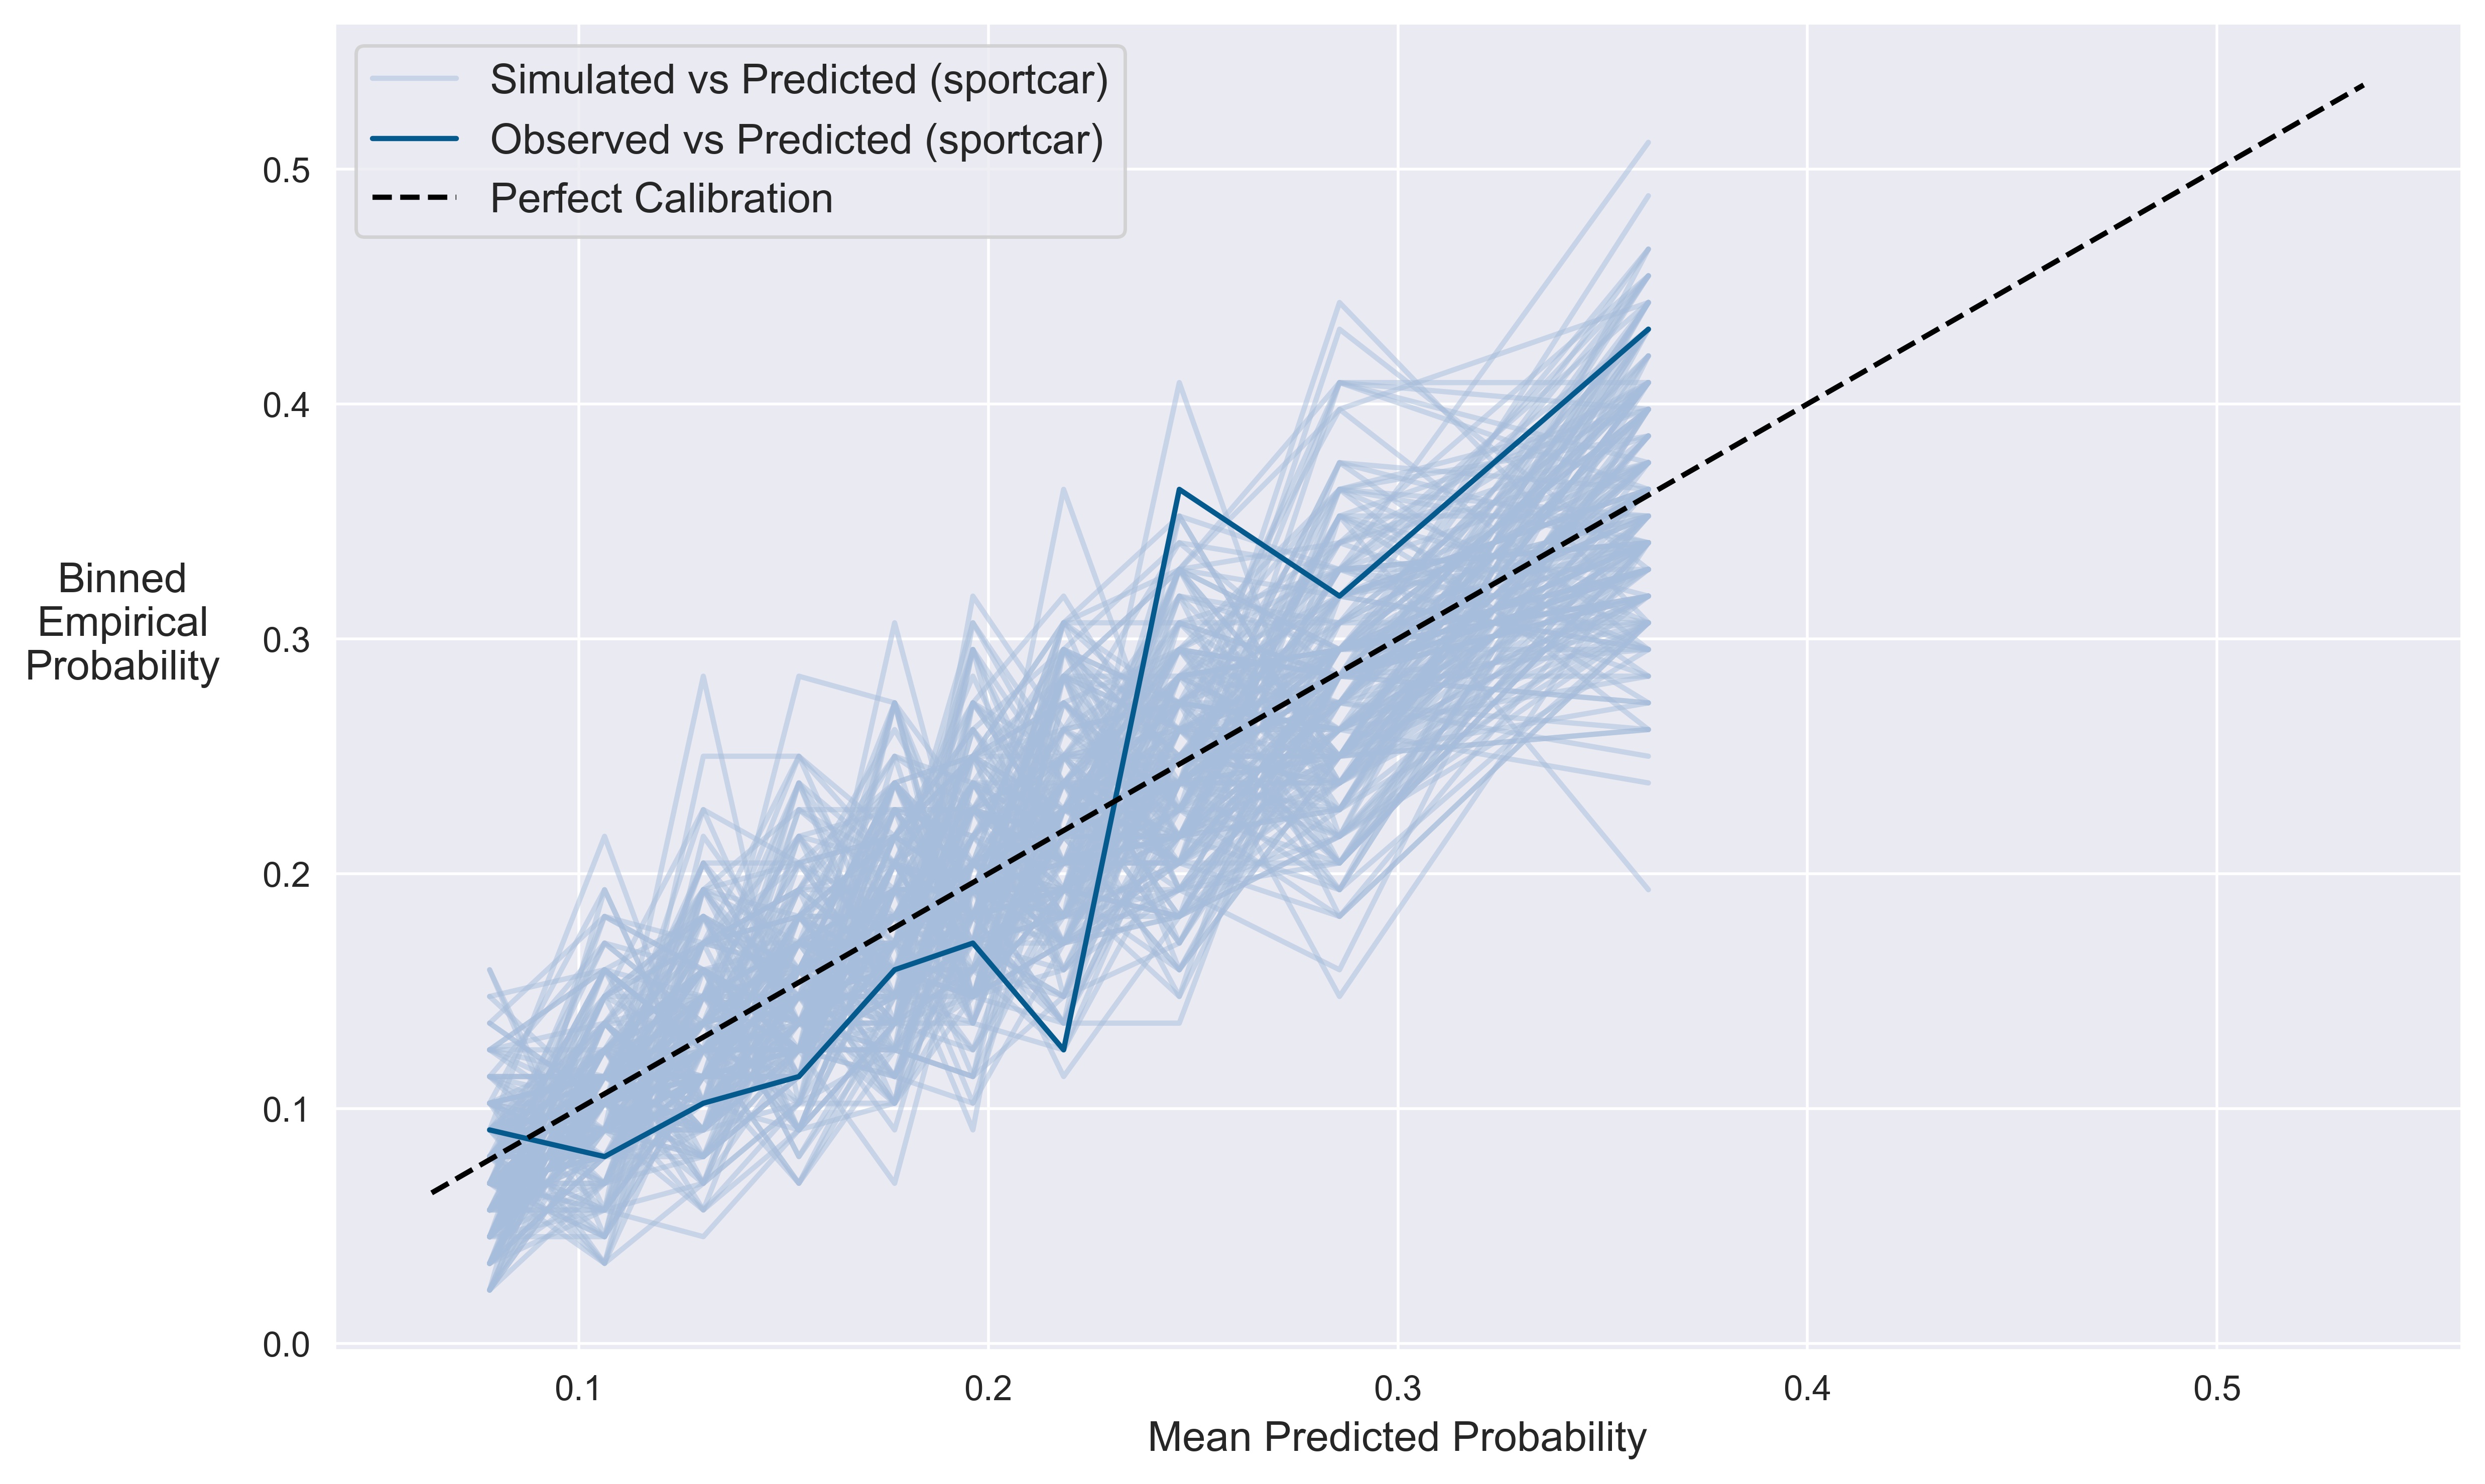 Simulated vs Predicted (sportcar)
Observed vs Predicted (sportcar)
Perfect Calibration
0.5
0.4
0.3
0.2
0.1
0.0
Binned
Empirical
Probability
0.1 0.2 0.3 0.4 0.5
Mean Predicted Probability